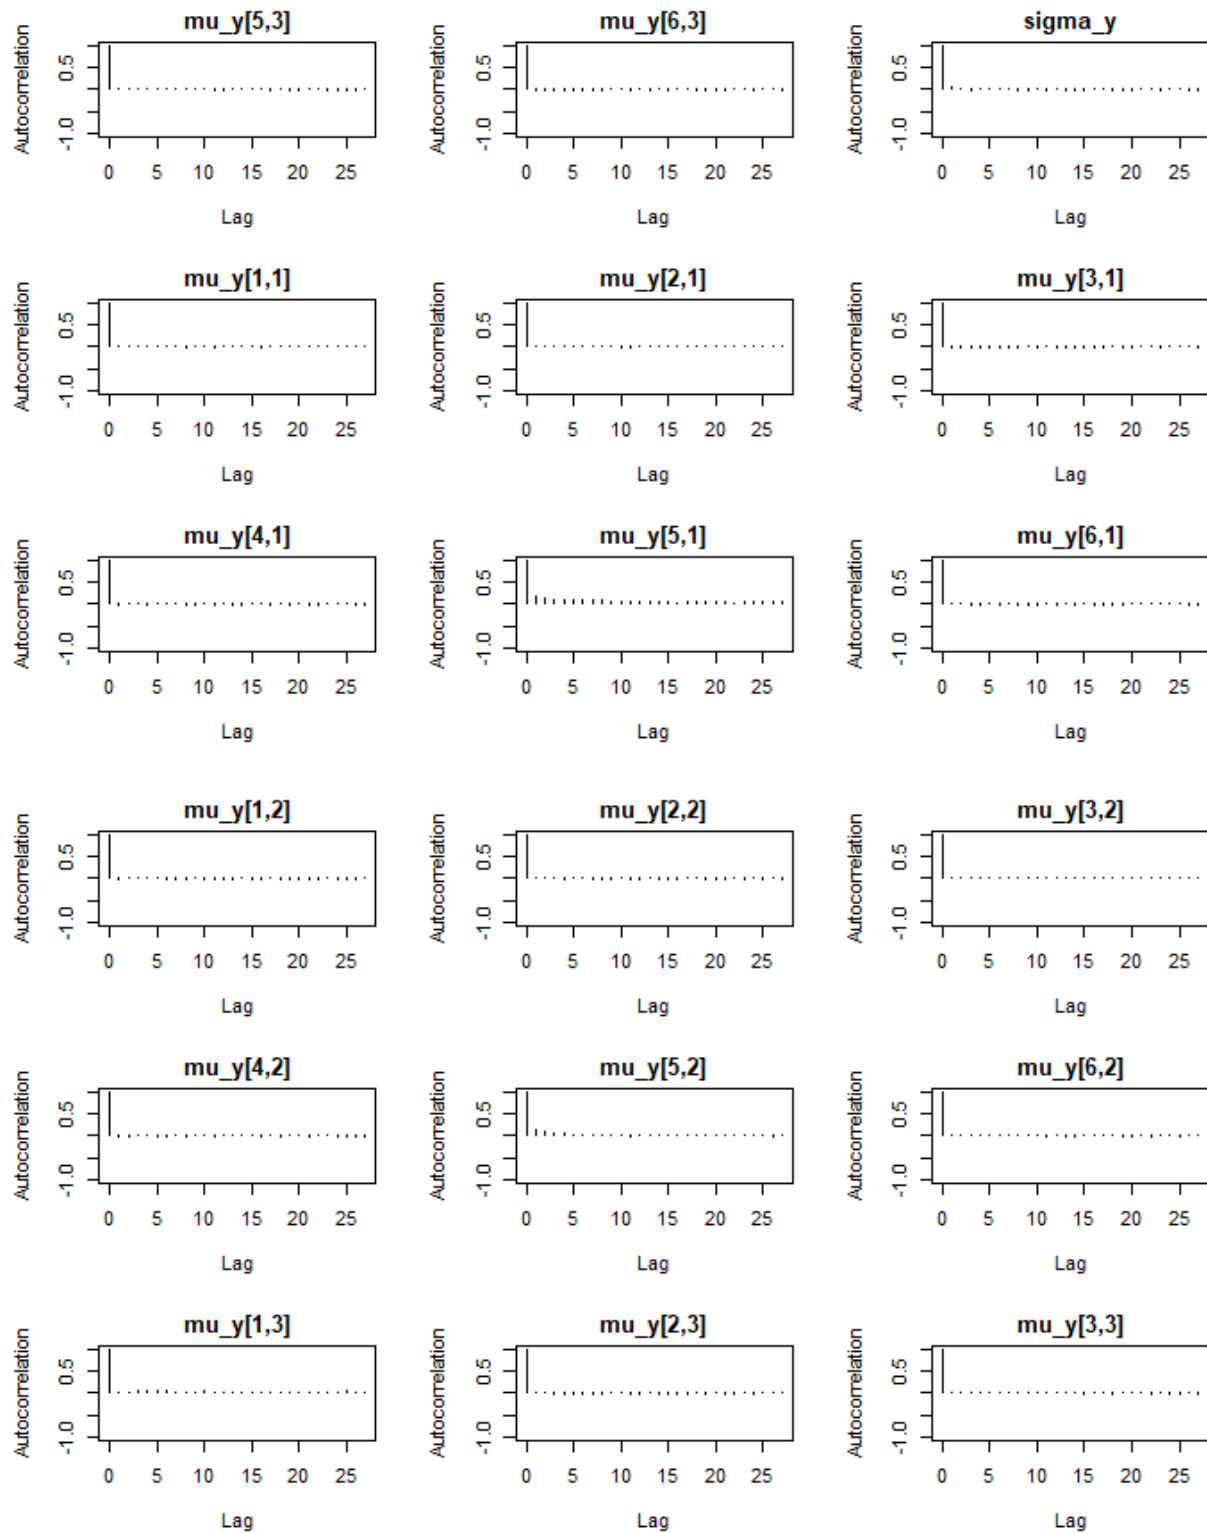 mu_y[5,3] mu_y[6,3] sigma_y
Autocorrelation Autocorrelation Autocorrelation
0.5 0.5 0.5
-1.0 -1.0 -1.0
0 5 10 15 20 25 0 5 10 15 20 25 0 5 10 15 20 25
Lag Lag Lag
mu_y[1,1] mu_y[2,1] mu_y[3,1]
Autocorrelation Autocorrelation Autocorrelation
0.5 0.5 0.5
-1.0 -1.0 -1.0
0 5 10 15 20 25 0 5 10 15 20 25 0 5 10 15 20 25
Lag Lag Lag
mu_y[4,1] mu_y[5,1] mu_y[6,1]
Autocorrelation Autocorrelation Autocorrelation
0.5 0.5 0.5
-1.0 -1.0 -1.0
0 5 10 15 20 25 0 5 10 15 20 25 0 5 10 15 20 25
Lag Lag Lag
mu_y[1,2] mu_y[2,2] mu_y[3,2]
Autocorrelation Autocorrelation Autocorrelation
0.5 0.5 0.5
-1.0 -1.0 -1.0
0 5 10 15 20 25 0 5 10 15 20 25 0 5 10 15 20 25
Lag Lag Lag
mu_y[4,2] mu_y[5,2] mu_y[6,2]
Autocorrelation Autocorrelation Autocorrelation
0.5 0.5 0.5
-1.0 -1.0 -1.0
0 5 10 15 20 25 0 5 10 15 20 25 0 5 10 15 20 25
Lag Lag Lag
mu_y[1,3] mu_y[2,3] mu_y[3,3]
Autocorrelation Autocorrelation Autocorrelation
0.5 0.5 0.5
-1.0 -1.0 -1.0
0 5 10 15 20 25 0 5 10 15 20 25 0 5 10 15 20 25
Lag Lag Lag